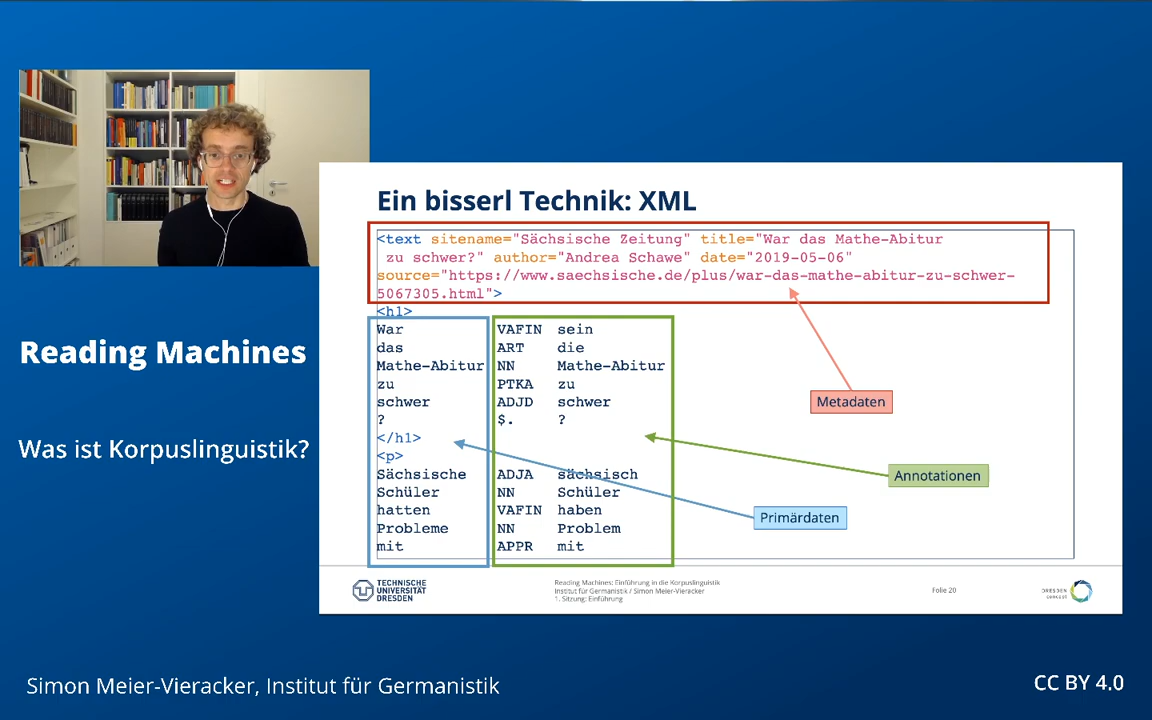 Reading Machines
Was ist Korpuslinguistik?
Ein bisserl Technik: XML
<text sitename="Sächsische Zeitung" title="War das Mathe-Abitur
zu schwer?" author="Andrea Schawe" date="2019-05-06"
source="https://www.saechsische.de/plus/war-das-mathe-abitur-zu-schwer-
5067305.html">
<h1>
War VAFIN sein
das ART die
Mathe-Abitur NN Mathe-Abitur
zu PTKA zu
schwer ADJD schwer
? $. ?
</h1>
<p>
Sächsische ADJA sächsisch
Schüler NN Schüler
hatten VAFIN haben
Probleme NN Problem
mit APPR mit
Metadaten
Annotationen
Primärdaten
TECHNISCHE
UNIVERSITÄT
DRESDEN
Reading Machines: Einführung in die Korpuslinguistik
Institut für Germanistik / Simon Meier-Vieracker
1. Sitzung: Einführung
Folie 20
DRESDEN
concept
Simon Meier-Vieracker, Institut für Germanistik
CC BY 4.0